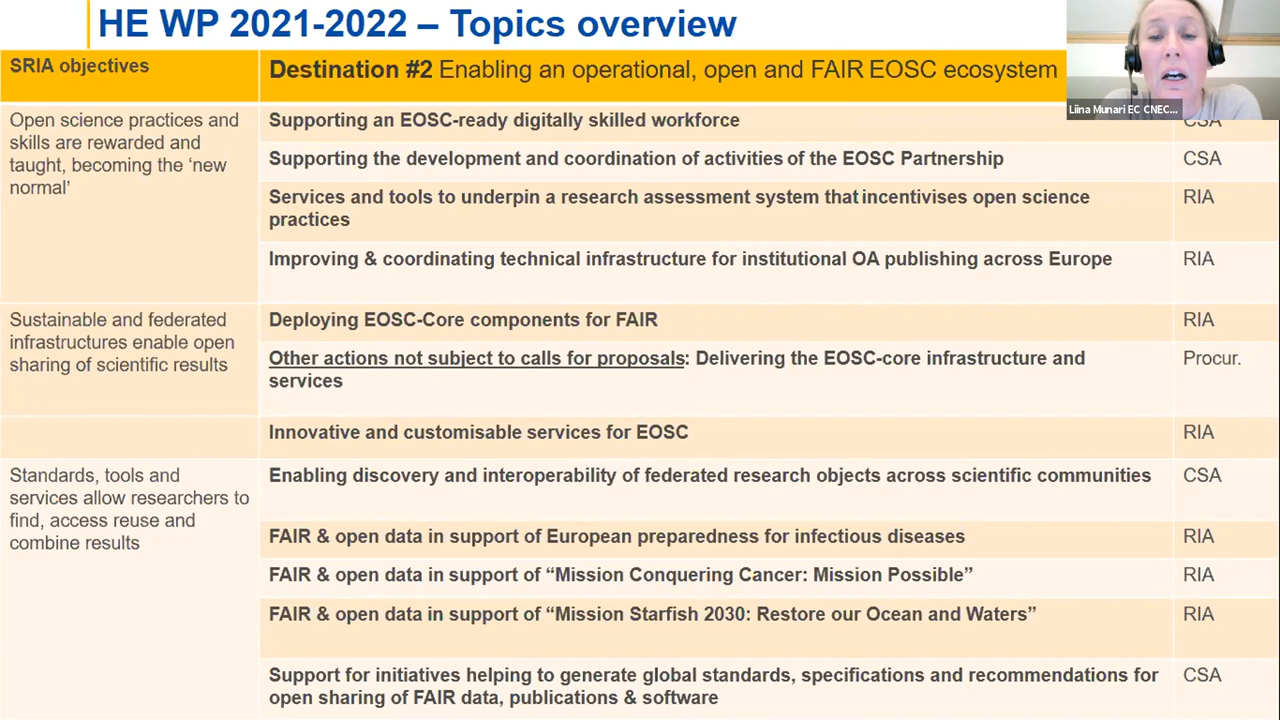 HE WP 2021-2022 – Topics overview
SRIA objectives
Destination #2 Enabling an operational, open and FAIR EOSC ecosystem
Liina Munari EC CNEC...
Open science practices and
skills are rewarded and
taught, becoming the ‘new
normal’
Supporting an EOSC-ready digitally skilled workforce
CSA
Supporting the development and coordination of activities of the EOSC Partnership
CSA
Services and tools to underpin a research assessment system that incentivises open science
practices
RIA
Improving & coordinating technical infrastructure for institutional OA publishing across Europe
RIA
Sustainable and federated
infrastructures enable open
sharing of scientific results
Deploying EOSC-Core components for FAIR
RIA
Other actions not subject to calls for proposals: Delivering the EOSC-core infrastructure and
services
Procur.
Innovative and customisable services for EOSC
RIA
Standards, tools and
services allow researchers to
find, access reuse and
combine results
Enabling discovery and interoperability of federated research objects across scientific communities
CSA
FAIR & open data in support of European preparedness for infectious diseases
RIA
FAIR & open data in support of “Mission Conquering Cancer: Mission Possible”
RIA
FAIR & open data in support of “Mission Starfish 2030: Restore our Ocean and Waters”
RIA
Support for initiatives helping to generate global standards, specifications and recommendations for
open sharing of FAIR data, publications & software
CSA